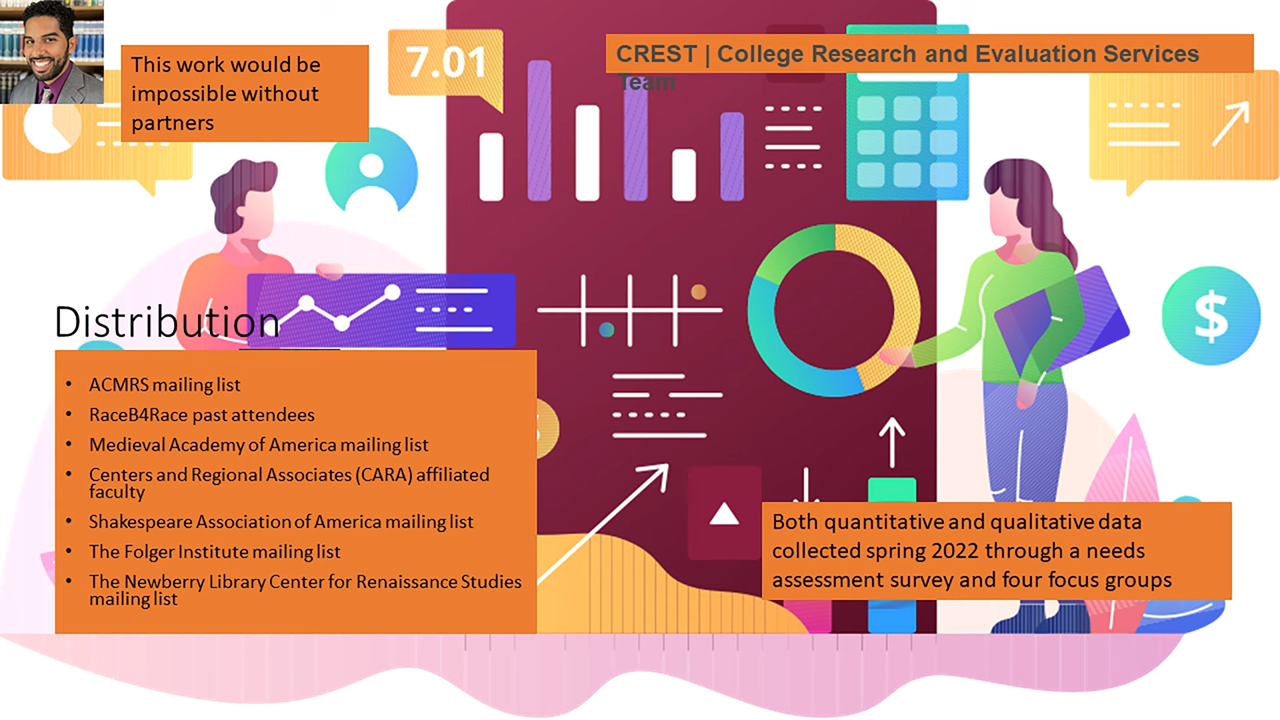 This work would be
impossible without
partners
7.01
CREST | College Research and Evaluation Services
Team
$
Distribution
• ACMRS mailing list
• RaceB4Race past attendees
• Medieval Academy of America mailing list
• Centers and Regional Associates (CARA) affiliated
faculty
• Shakespeare Association of America mailing list
• The Folger Institute mailing list
• The Newberry Library Center for Renaissance Studies
mailing list
Both quantitative and qualitative data
collected spring 2022 through a needs
assessment survey and four focus groups